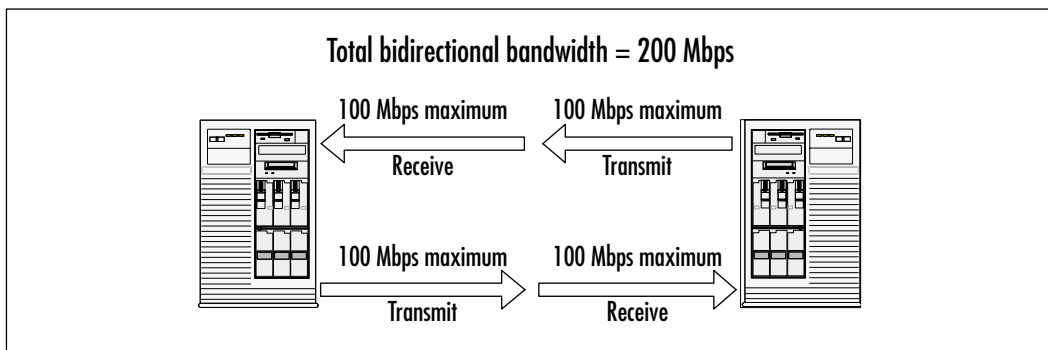 Total bidirectional bandwidth = 200 Mbps
100 Mbps maximum
100 Mbps maximum
Receive
Transmit
100 Mbps maximum
100 Mbps maximum
Transmit
Receive